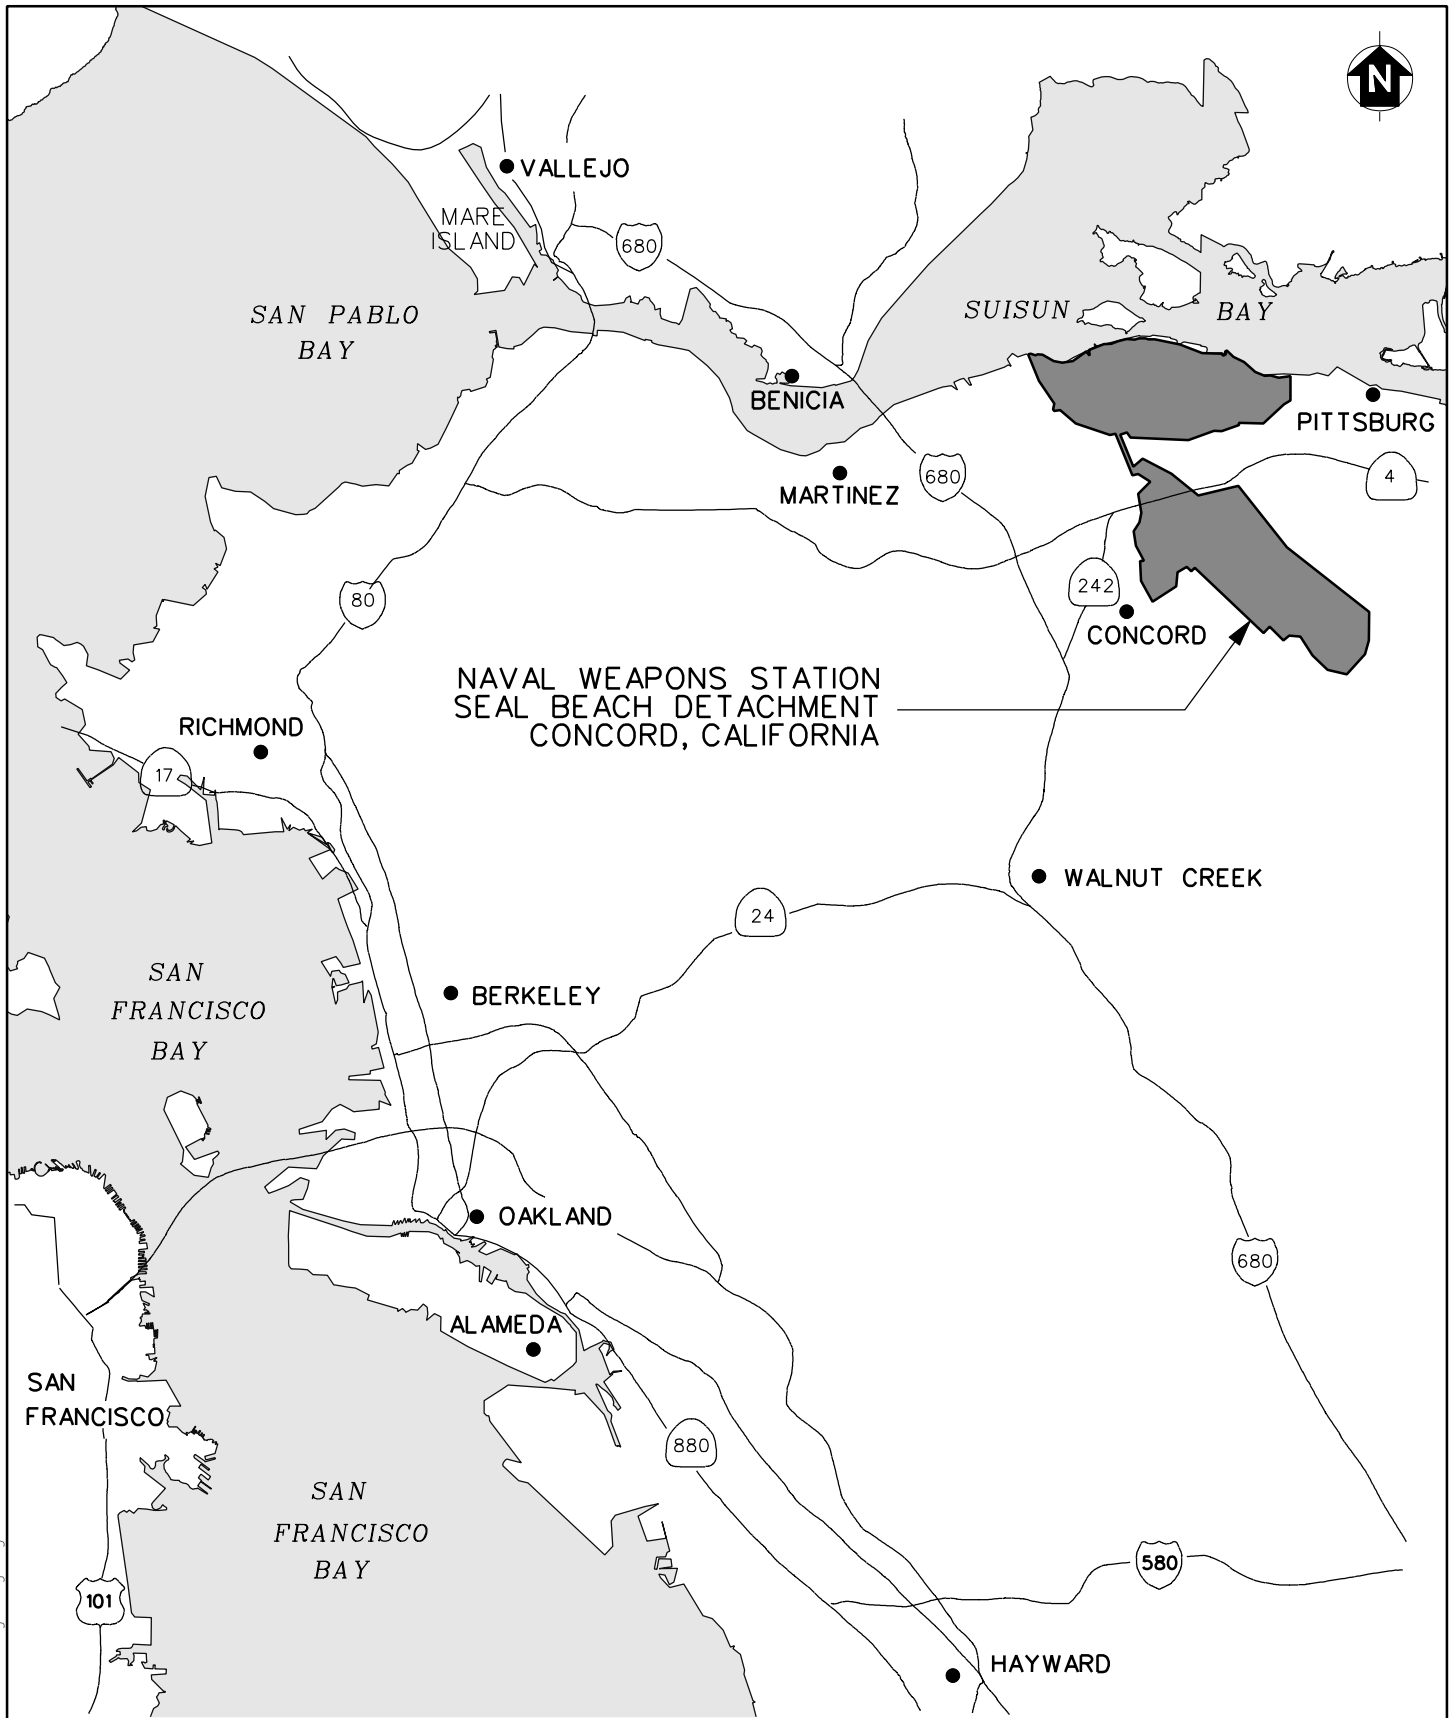 N
VALLEJO
MARE
ISLAND
680
SAN PABLO
BAY
SUISUN BAY
BENICIA
PITTSBURG
MARTINEZ
680
4
80
242
CONCORD
NAVAL WEAPONS STATION
SEAL BEACH DETACHMENT
CONCORD, CALIFORNIA
RICHMOND
17
WALNUT CREEK
24
SAN
FRANCISCO
BAY
BERKELEY
OAKLAND
680
ALAMEDA
SAN
FRANCISCO
880
SAN
FRANCISCO
BAY
580
101
HAYWARD